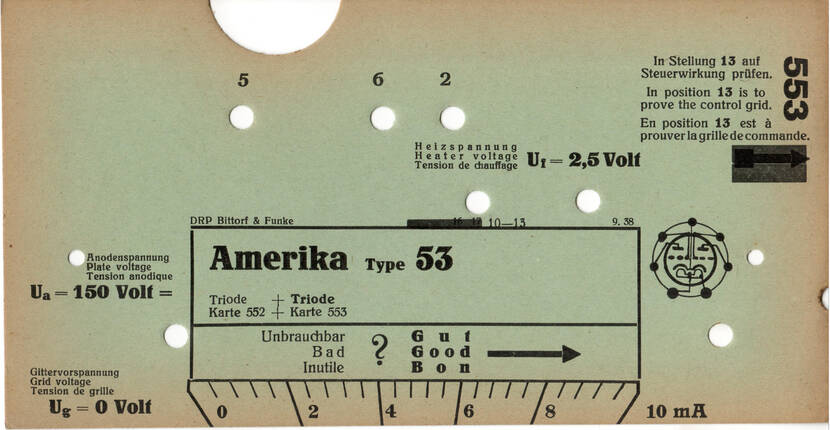 5 6 2
In Stellung 13 auf
Steuerwirkung prüfen.
In position 13 is to
prove the control grid.
En position 13 est à
prouver la grille de commande.
553
Heizspannung
Heater voltage
Tension de chauffage
Uf = 2,5 Volt
DRP Bittorf & Funke
16 17 10—13
9. 38
Amerika Type 53
Triode + Triode
Karte 552 + Karte 553
Anodenspannung
Plate voltage
Tension anodique
Ua = 150 Volt =
Unbrauchbar
Bad
Inutile
?
Gut
Good
Bon
Gittervorspannung
Grid voltage
Tension de grille
Ug = 0 Volt
0 2 4 6 8 10 mA